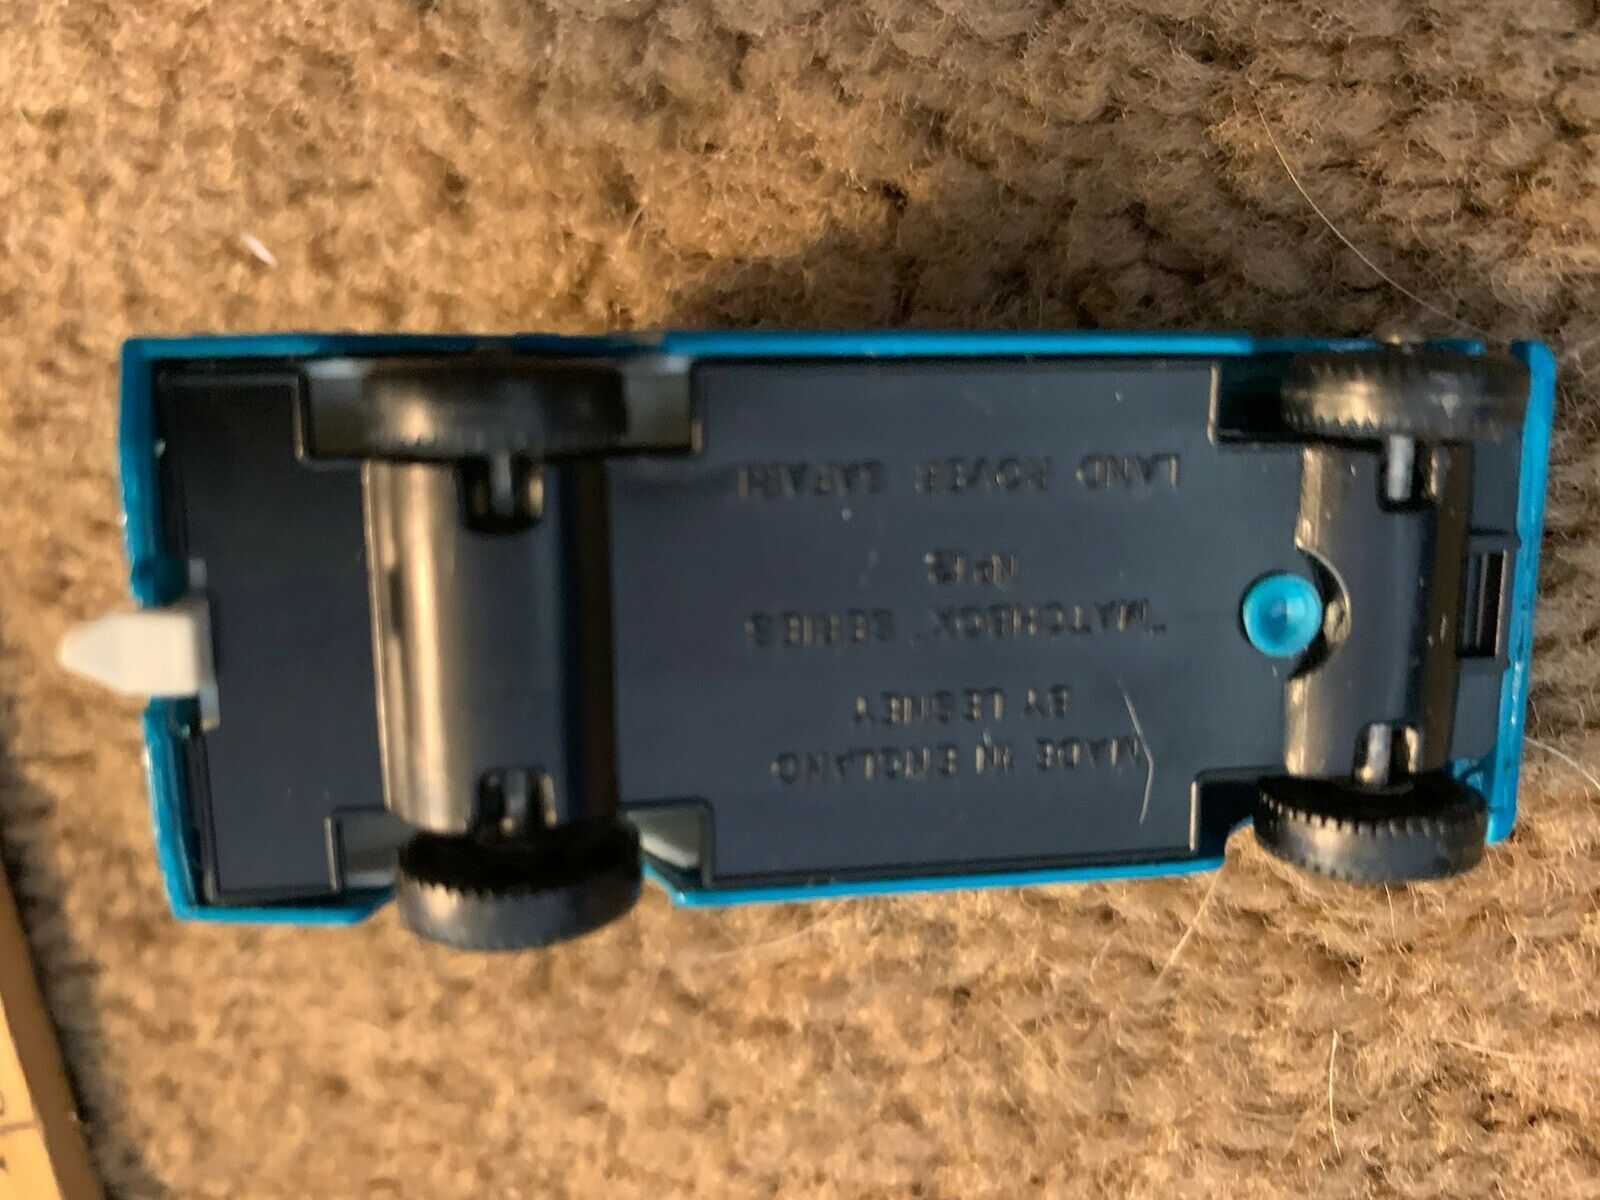 LAND ROVER SAFARI
Nº 12
"MATCHBOX" SERIES
BY LESNEY
MADE IN ENGLAND